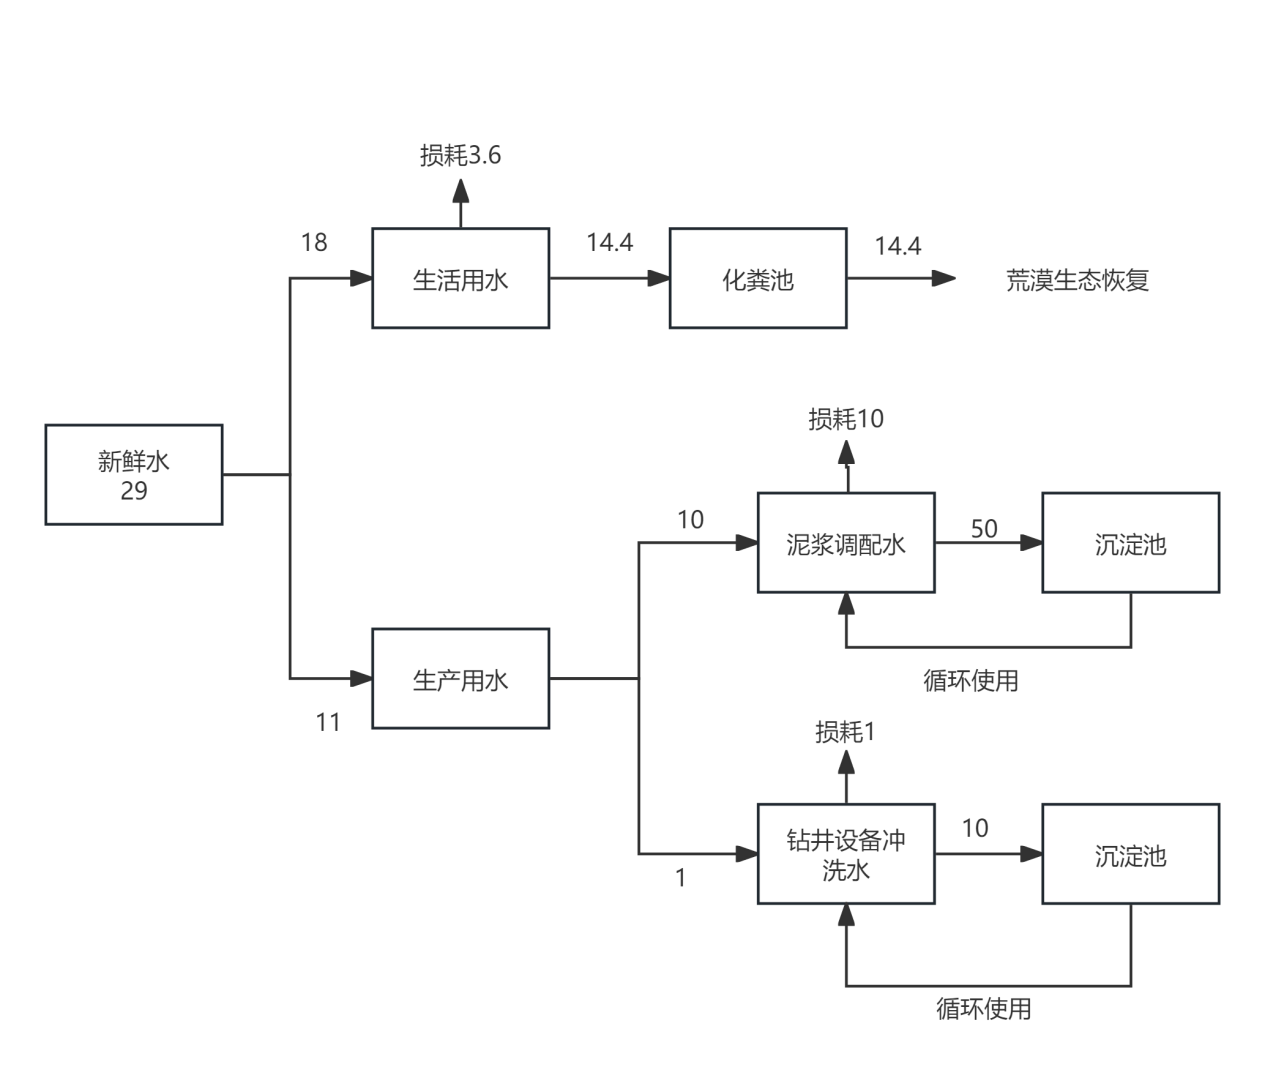 损耗3.6
18
生活用水
14.4
化粪池
14.4
荒漠生态恢复
新鲜水
29
损耗10
10
泥浆调配水
50
沉淀池
循环使用
生产用水
11
损耗1
钻井设备冲
洗水
10
沉淀池
1
循环使用